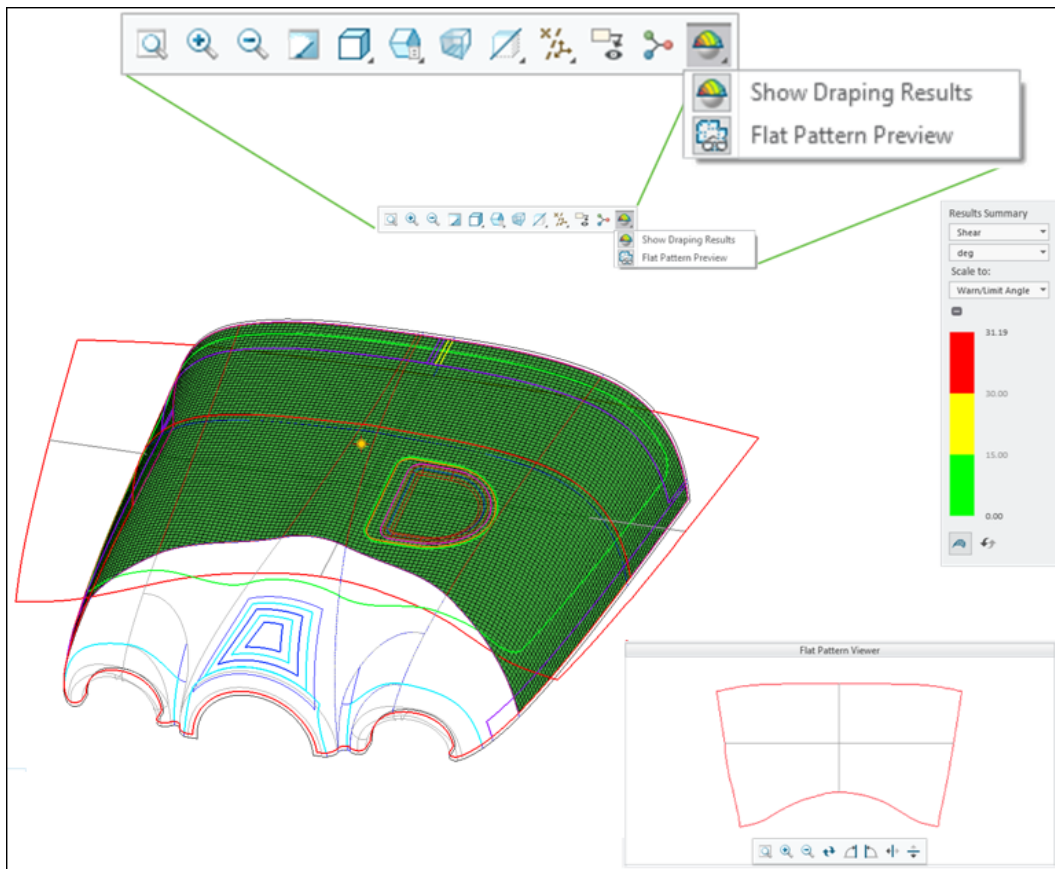 Show Draping Results
Flat Pattern Preview
Show Draping Results
Flat Pattern Preview
Results Summary
Shear
deg
Scale to:
Warn/Limit Angle
31.19
30.00
15.00
0.00
Flat Pattern Viewer